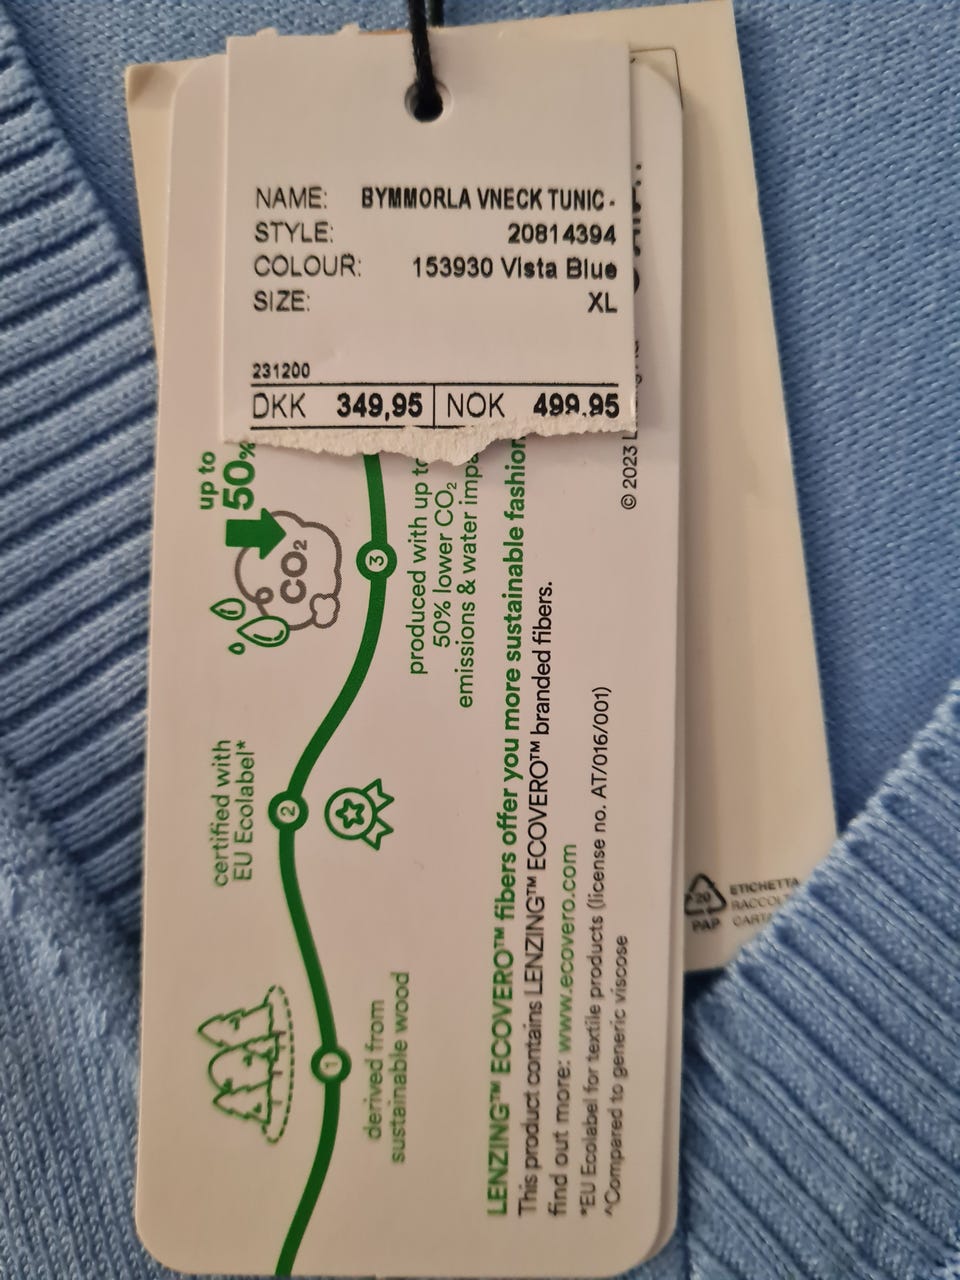 NAME: BYMMORLA VNECK TUNIC -
STYLE: 20814394
COLOUR: 153930 Vista Blue
SIZE: XL
231200
DKK 349,95 NOK 499.95
up to
50%
CO₂
3
produced with up to
50% lower CO₂
emissions & water
certified with
EU Ecolabel*
2
derived from
sustainable wood
1
LENZING™ ECOVERO™ fibers offer you more sustainable fashion
This product contains LENZING™ ECOVERO™ branded fibers.
find out more: www.ecovero.com
*EU Ecolabel for textile products (license no. AT/016/001)
^Compared to generic viscose
© 2023
20
PAP
ETICHETTA